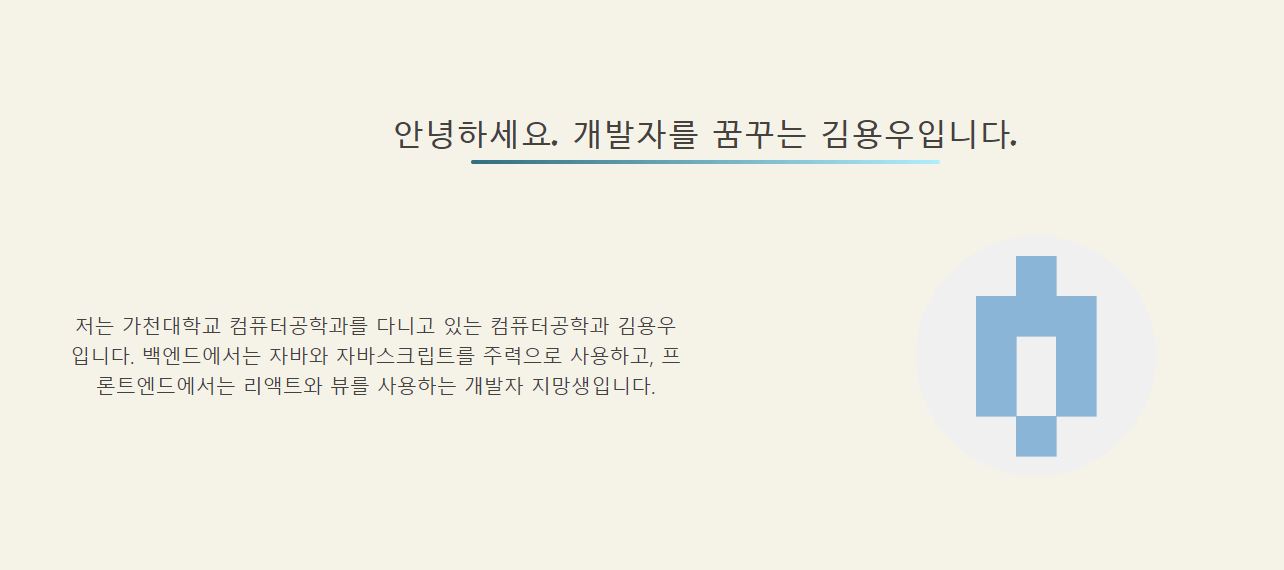 안녕하세요. 개발자를 꿈꾸는 김용우입니다.
저는 가천대학교 컴퓨터공학과를 다니고 있는 컴퓨터공학과 김용우
입니다. 백엔드에서는 자바와 자바스크립트를 주력으로 사용하고, 프
론트엔드에서는 리액트와 뷰를 사용하는 개발자 지망생입니다.